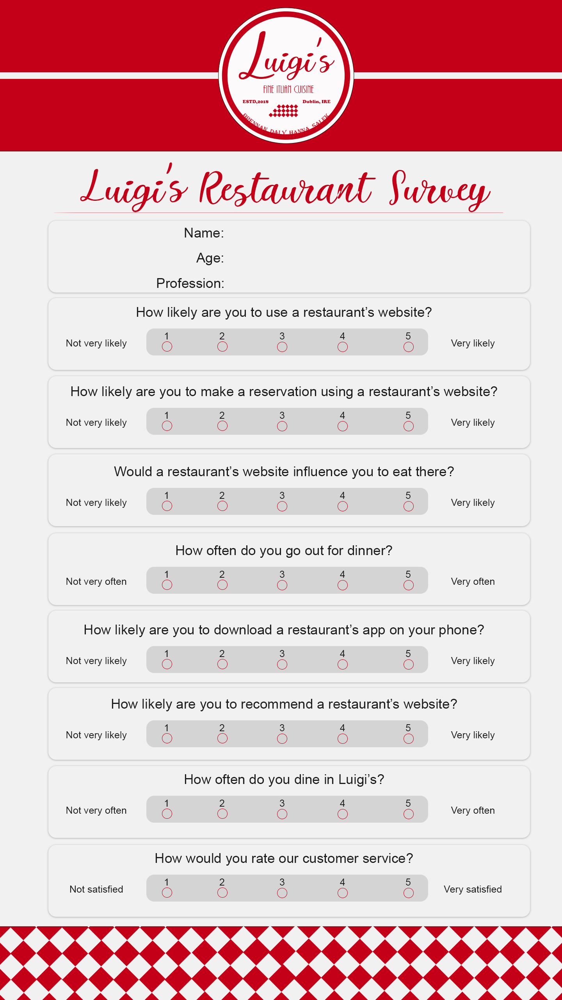 Luigi's
FINE ITLIAN CUISINE
ESTD,2018 Dublin, IRE
BRENNAN DALY HANNA SALEK
Luigi's Restaurant Survey
Name:
Age:
Profession:
How likely are you to use a restaurant’s website?
1 2 3 4 5
Not very likely Very likely
How likely are you to make a reservation using a restaurant’s website?
1 2 3 4 5
Not very likely Very likely
Would a restaurant’s website influence you to eat there?
1 2 3 4 5
Not very likely Very likely
How often do you go out for dinner?
1 2 3 4 5
Not very often Very often
How likely are you to download a restaurant’s app on your phone?
1 2 3 4 5
Not very likely Very likely
How likely are you to recommend a restaurant’s website?
1 2 3 4 5
Not very likely Very likely
How often do you dine in Luigi’s?
1 2 3 4 5
Not very often Very often
How would you rate our customer service?
1 2 3 4 5
Not satisfied Very satisfied